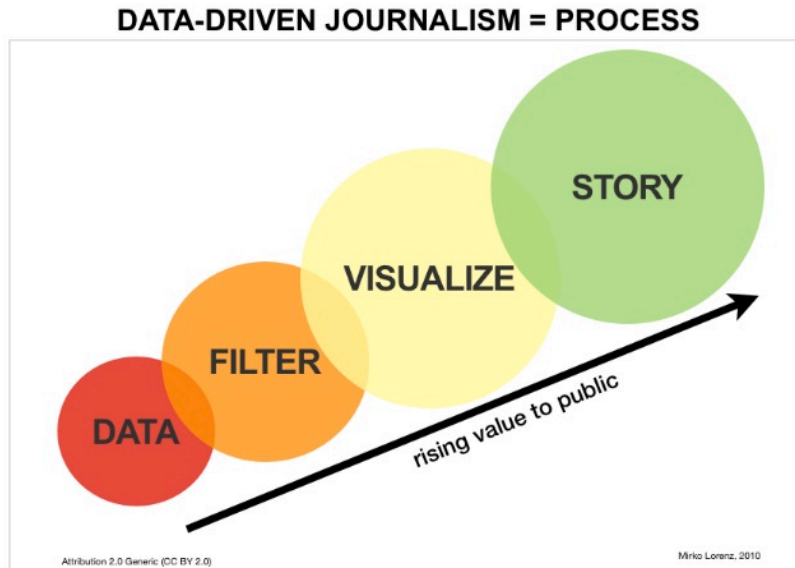 DATA-DRIVEN JOURNALISM = PROCESS
STORY
VISUALIZE
FILTER
DATA
rising value to public
Attribution 2.0 Generic (CC BY 2.0)
Mirko Lorenz, 2010